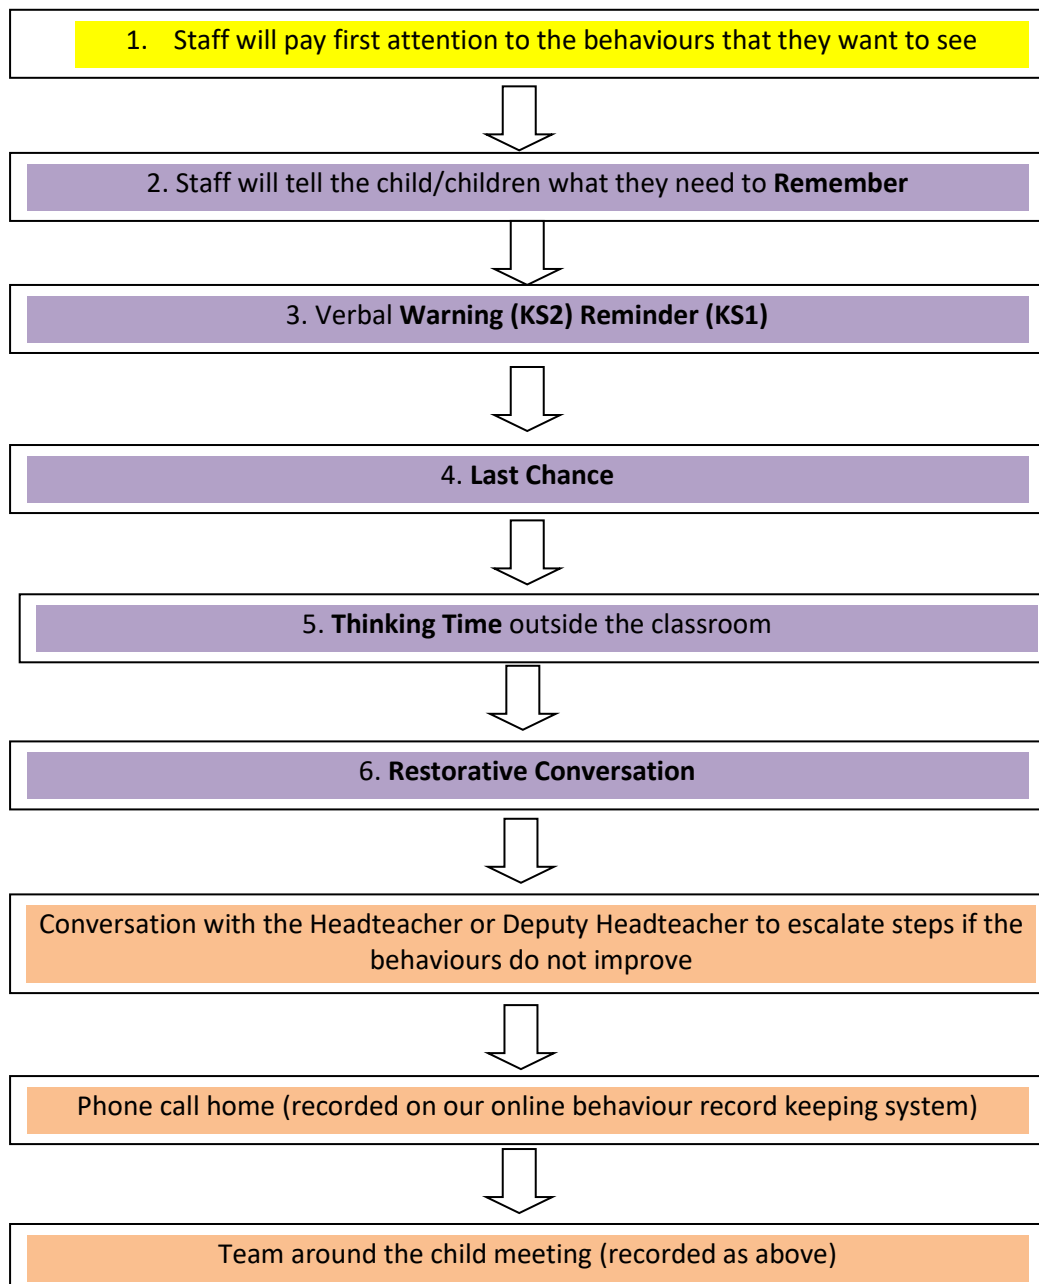 1. Staff will pay first attention to the behaviours that they want to see
2. Staff will tell the child/children what they need to Remember
3. Verbal Warning (KS2) Reminder (KS1)
4. Last Chance
5. Thinking Time outside the classroom
6. Restorative Conversation
Conversation with the Headteacher or Deputy Headteacher to escalate steps if the
behaviours do not improve
Phone call home (recorded on our online behaviour record keeping system)
Team around the child meeting (recorded as above)